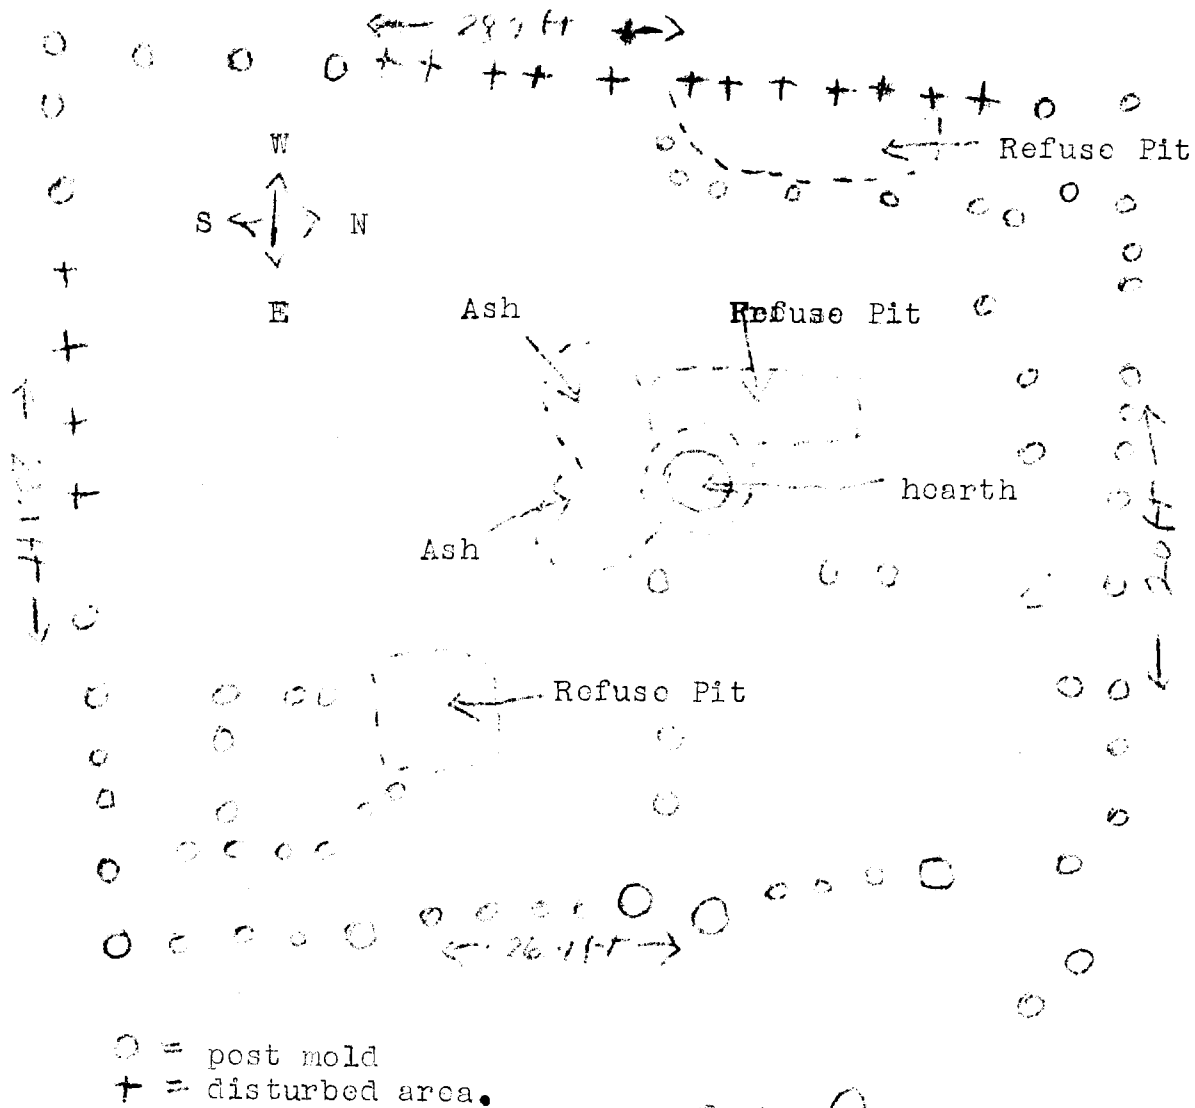 Refuse Pit
W
S N
E
Ash
Refuse Pit
hearth
Ash
Refuse Pit
O = post mold
+ = disturbed area.